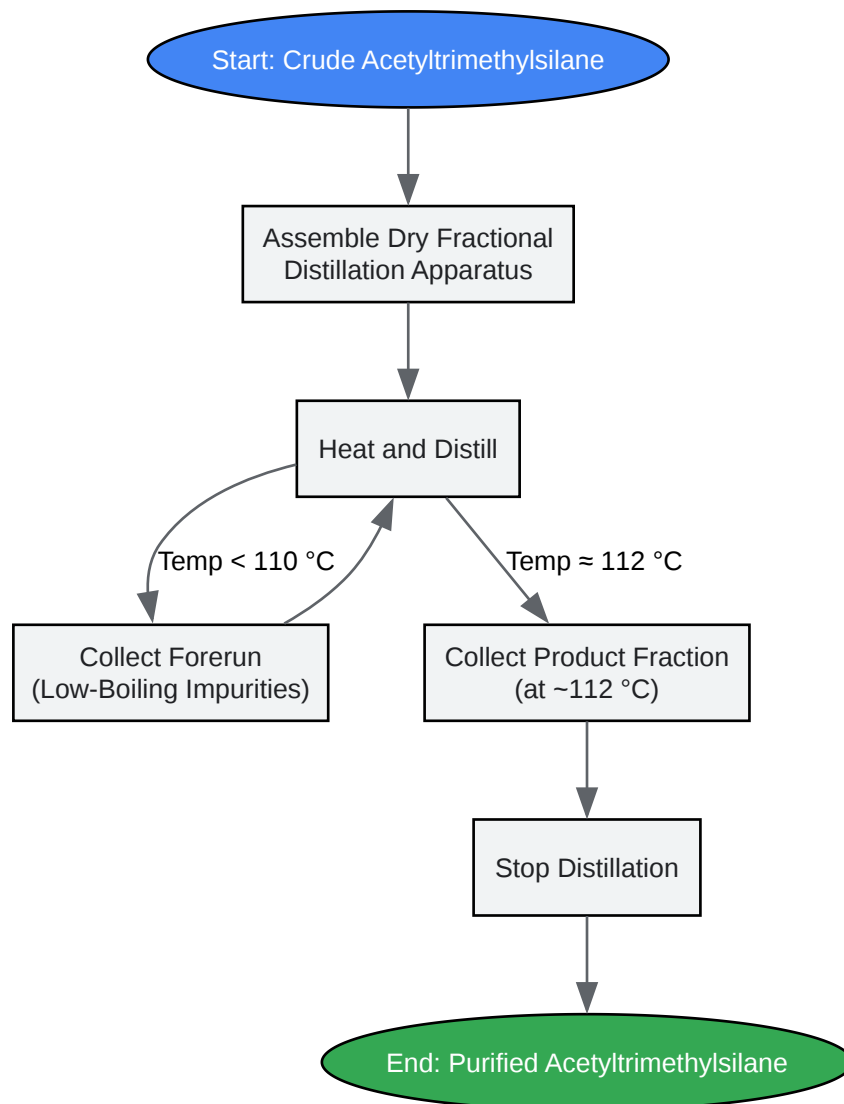 Start: Crude Acetyltrimethylsilane
Assemble Dry Fractional
Distillation Apparatus
Heat and Distill
Temp < 110 °C
Temp ≈ 112 °C
Collect Forerun
(Low-Boiling Impurities)
Collect Product Fraction
(at ~112 °C)
Stop Distillation
End: Purified Acetyltrimethylsilane